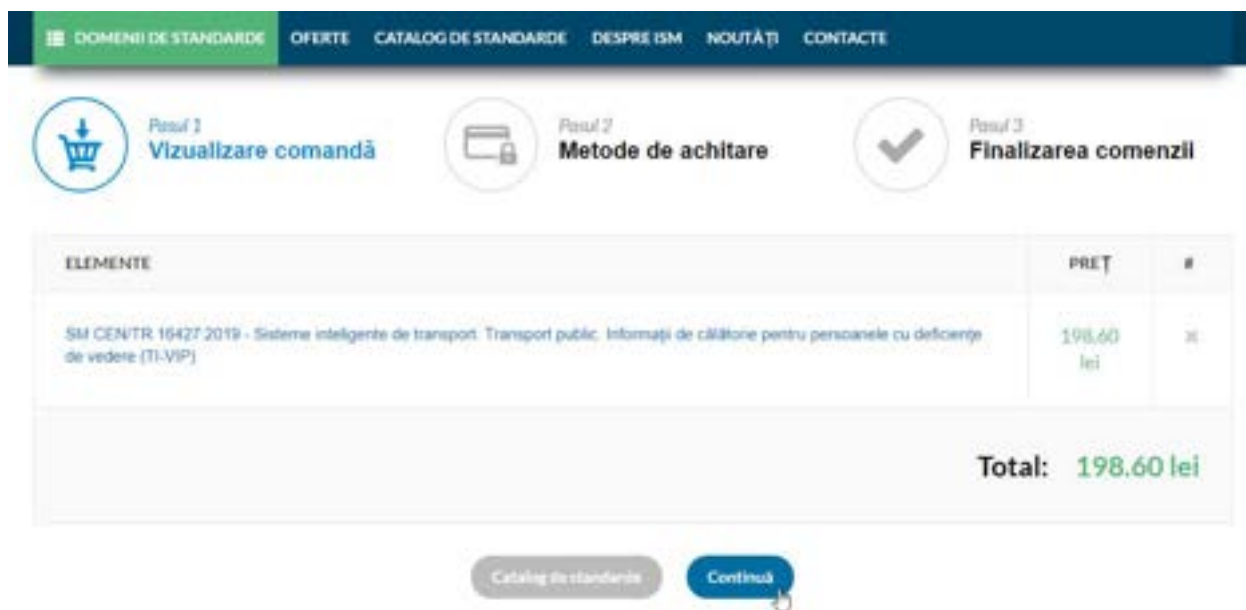 DOMENII DE STANDARDE OFERTE CATALOG DE STANDARDE DESPRE ISM NOUTĂȚI CONTACTE
Pasul 1
Vizualizare comandă
Pasul 2
Metode de achitare
Pasul 3
Finalizarea comenzii
ELEMENTE PREȚ #
SM CEN/TR 16427:2019 - Sisteme inteligente de transport. Transport public. Informații de călătorie pentru persoanele cu deficiențe
de vedere (TI-VIP)
198.60
lei
Total: 198.60 lei
Catalog de standarde Continuă